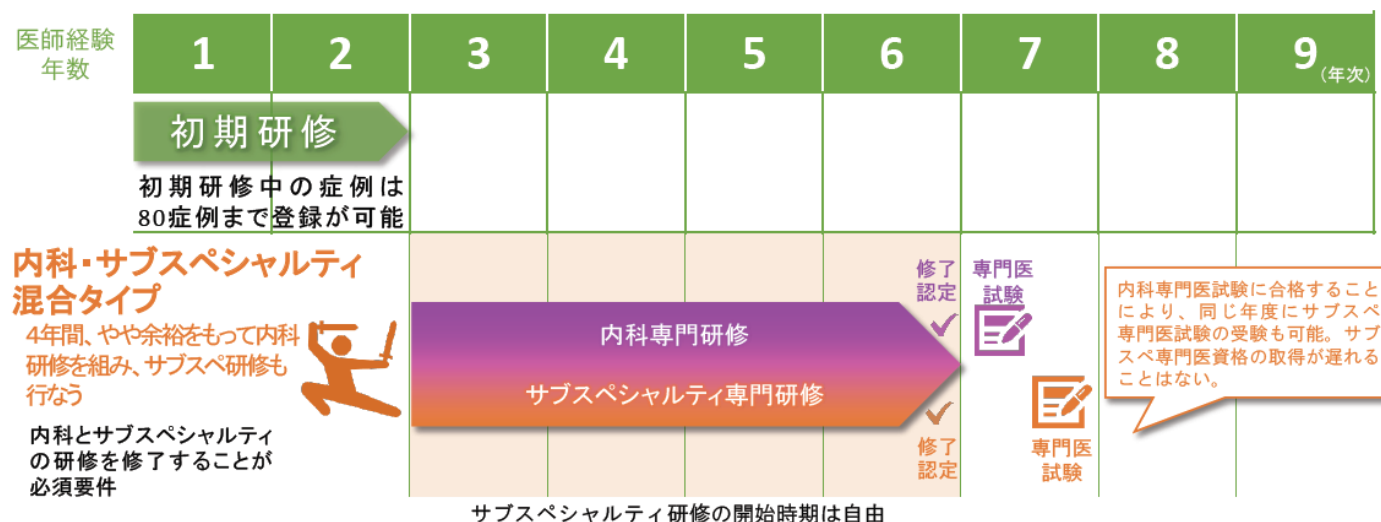 医師経験
年数
1
2
3
4
5
6
7
8
9
(年次)
初期研修
初期研修中の症例は
80症例まで登録が可能
内科・サブスペシャルティ
混合タイプ
4年間、やや余裕をもって内科
研修を組み、サブスペ研修も
行なう
内科とサブスペシャルティ
の研修を修了することが
必須要件
内科専門研修
サブスペシャルティ専門研修
修了
認定
専門医
試験
修了
認定
専門医
試験
内科専門医試験に合格すること
により、同じ年度にサブスペ
専門医試験の受験も可能。サブ
スペ専門医資格の取得が遅れる
ことはない。
サブスペシャルティ研修の開始時期は自由